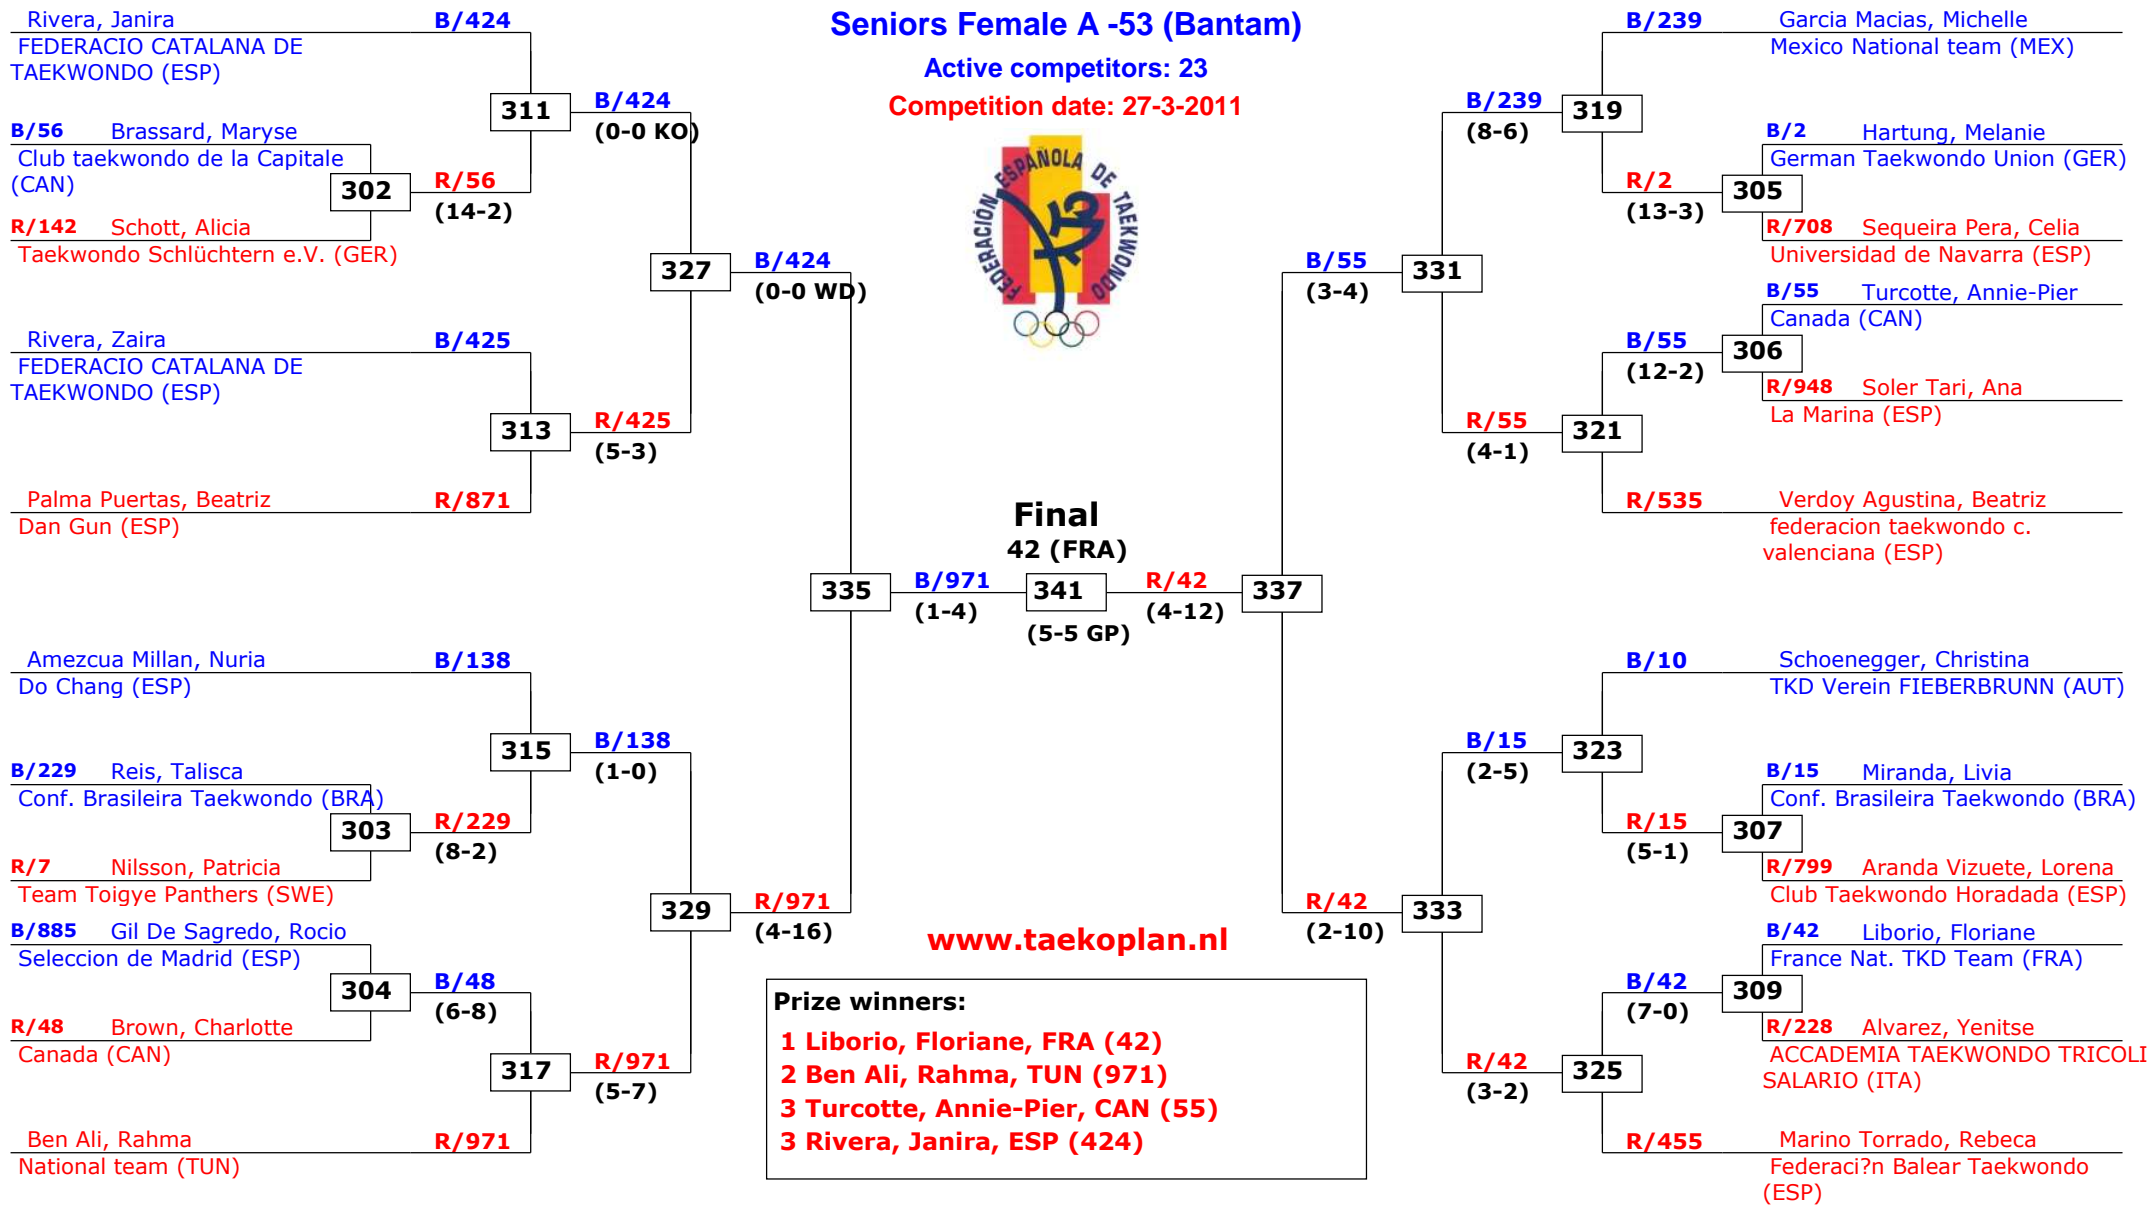 Seniors Female A -53 (Bantam)
Active competitors: 23
Competition date: 27-3-2011
FEDERACIÓN ESPAÑOLA DE TAEKWONDO
Rivera, Janira B/424
FEDERACIO CATALANA DE
TAEKWONDO (ESP)
311
B/424
(0-0 KO)
B/56 Brassard, Maryse
Club taekwondo de la Capitale
(CAN)
302
R/56
(14-2)
R/142 Schott, Alicia
Taekwondo Schlüchtern e.V. (GER)
327
B/424
(0-0 WD)
Rivera, Zaira B/425
FEDERACIO CATALANA DE
TAEKWONDO (ESP)
313
R/425
(5-3)
Palma Puertas, Beatriz R/871
Dan Gun (ESP)
335
B/971
(1-4)
Amezcua Millan, Nuria B/138
Do Chang (ESP)
315
B/138
(1-0)
B/229 Reis, Talisca
Conf. Brasileira Taekwondo (BRA)
303
R/229
(8-2)
R/7 Nilsson, Patricia
Team Toigye Panthers (SWE)
329
R/971
(4-16)
B/885 Gil De Sagredo, Rocio
Seleccion de Madrid (ESP)
304
B/48
(6-8)
R/48 Brown, Charlotte
Canada (CAN)
317
R/971
(5-7)
Ben Ali, Rahma R/971
National team (TUN)
Final
42 (FRA)
341
(5-5 GP)
R/42
(4-12)
337
B/239 Garcia Macias, Michelle
Mexico National team (MEX)
B/239
(8-6)
319
B/2 Hartung, Melanie
German Taekwondo Union (GER)
R/2
(13-3)
305
R/708 Sequeira Pera, Celia
Universidad de Navarra (ESP)
B/55
(3-4)
331
B/55 Turcotte, Annie-Pier
Canada (CAN)
B/55
(12-2)
306
R/948 Soler Tari, Ana
La Marina (ESP)
R/55
(4-1)
321
R/535 Verdoy Agustina, Beatriz
federacion taekwondo c.
valenciana (ESP)
B/10 Schoenegger, Christina
TKD Verein FIEBERBRUNN (AUT)
B/15
(2-5)
323
B/15 Miranda, Livia
Conf. Brasileira Taekwondo (BRA)
R/15
(5-1)
307
R/799 Aranda Vizuete, Lorena
Club Taekwondo Horadada (ESP)
R/42
(2-10)
333
B/42 Liborio, Floriane
France Nat. TKD Team (FRA)
B/42
(7-0)
309
R/228 Alvarez, Yenitse
ACCADEMIA TAEKWONDO TRICOLI
SALARIO (ITA)
R/42
(3-2)
325
R/455 Marino Torrado, Rebeca
Federaci?n Balear Taekwondo
(ESP)
www.taekoplan.nl
Prize winners:
1 Liborio, Floriane, FRA (42)
2 Ben Ali, Rahma, TUN (971)
3 Turcotte, Annie-Pier, CAN (55)
3 Rivera, Janira, ESP (424)